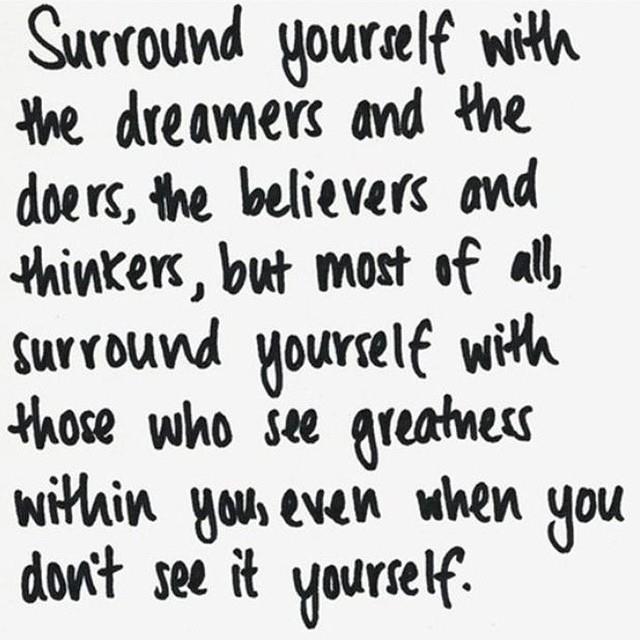 Surround yourself with
the dreamers and the
doers, the believers and
thinkers, but most of all,
surround yourself with
those who see greatness
within you, even when you
don't see it yourself.